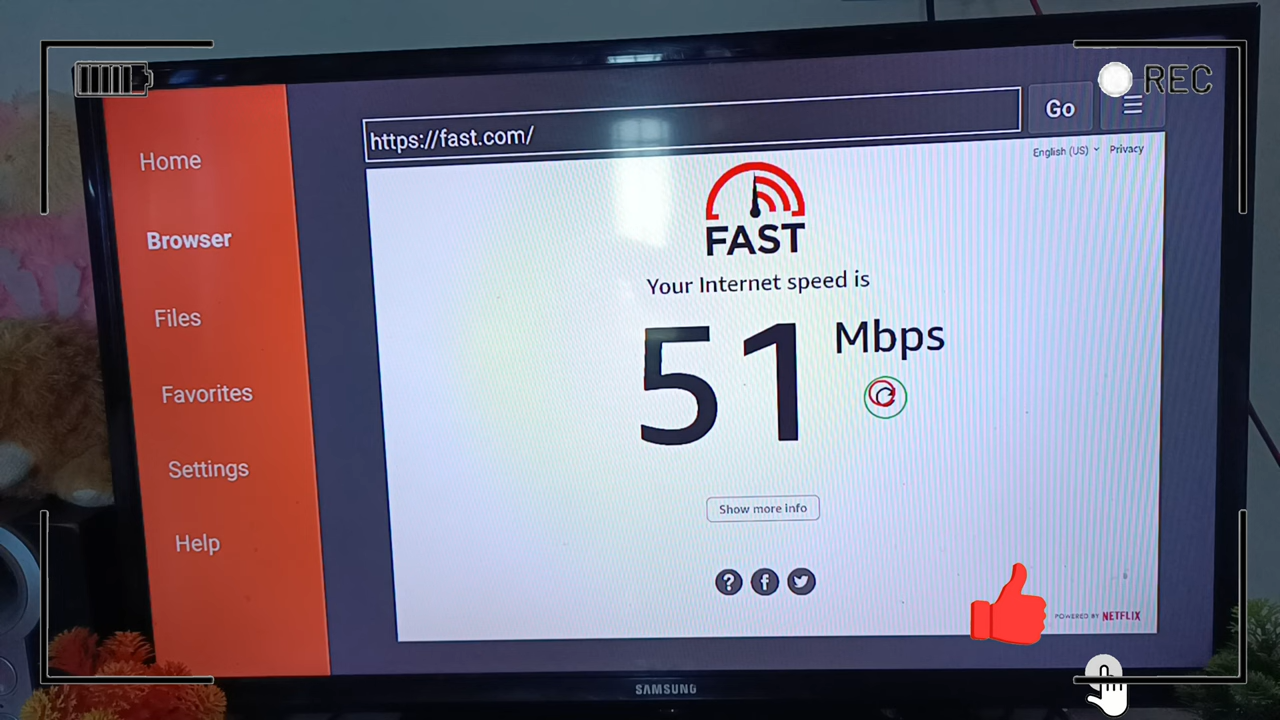 REC
https://fast.com/
Go
English (US) Privacy
Home
Browser
Files
Favorites
Settings
Help
FAST
Your Internet speed is
51 Mbps
Show more info
POWERED BY NETFLIX
SAMSUNG